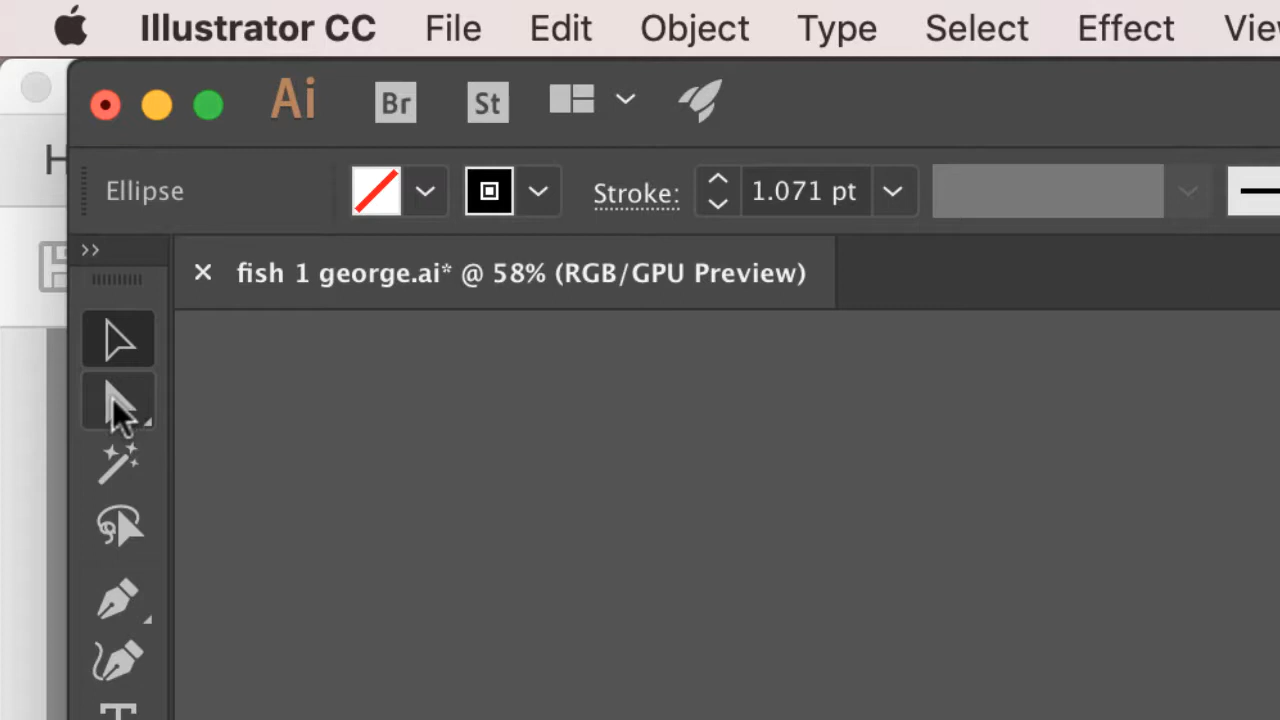 Illustrator CC File Edit Object Type Select Effect
Ai Br St
Ellipse Stroke: 1.071 pt
fish 1 george.ai* @ 58% (RGB/GPU Preview)